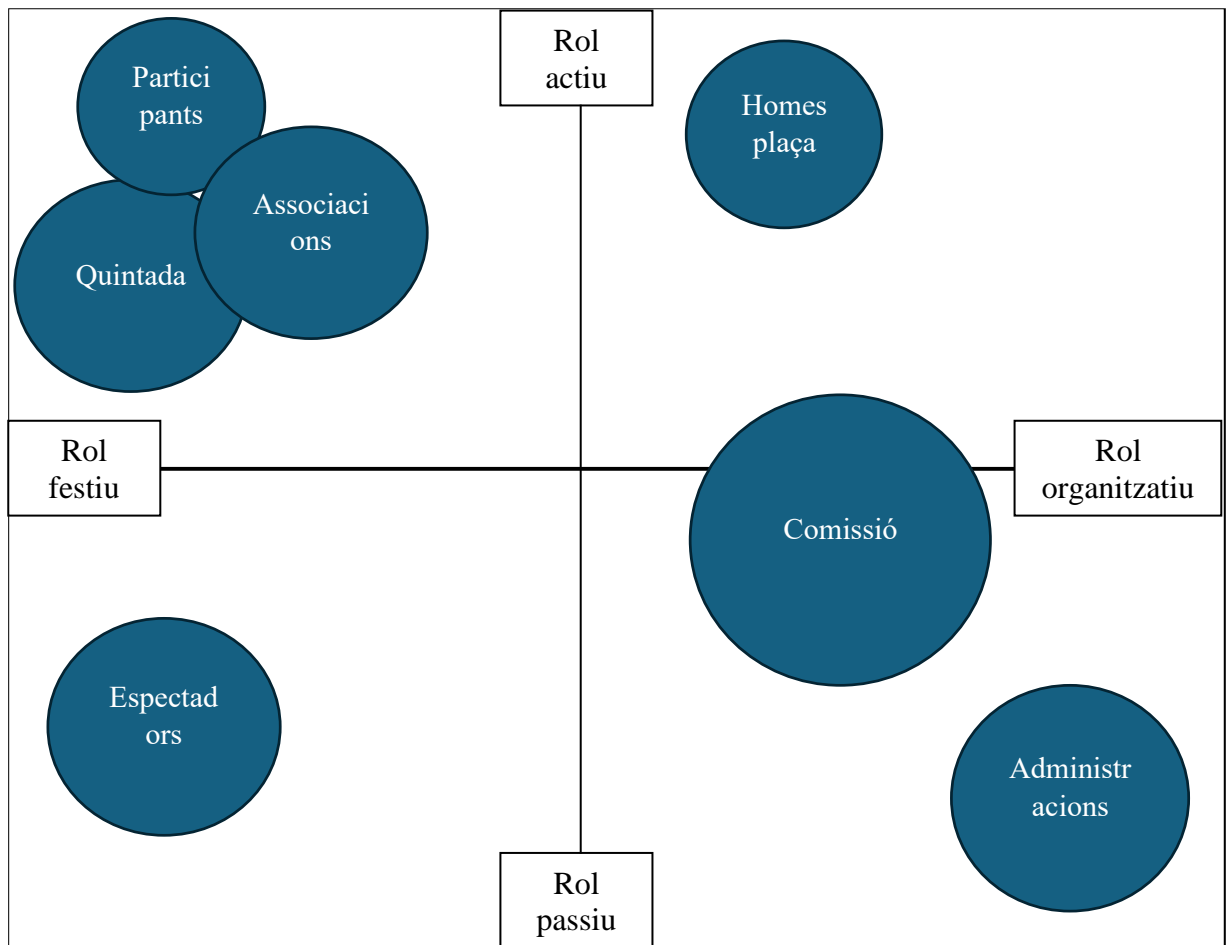 Partici
pants
Rol
actiu
Homes
plaça
Associaci
ons
Quintada
Rol
festiu
Rol
organitzatiu
Comissió
Espectad
ors
Administr
acions
Rol
passiu